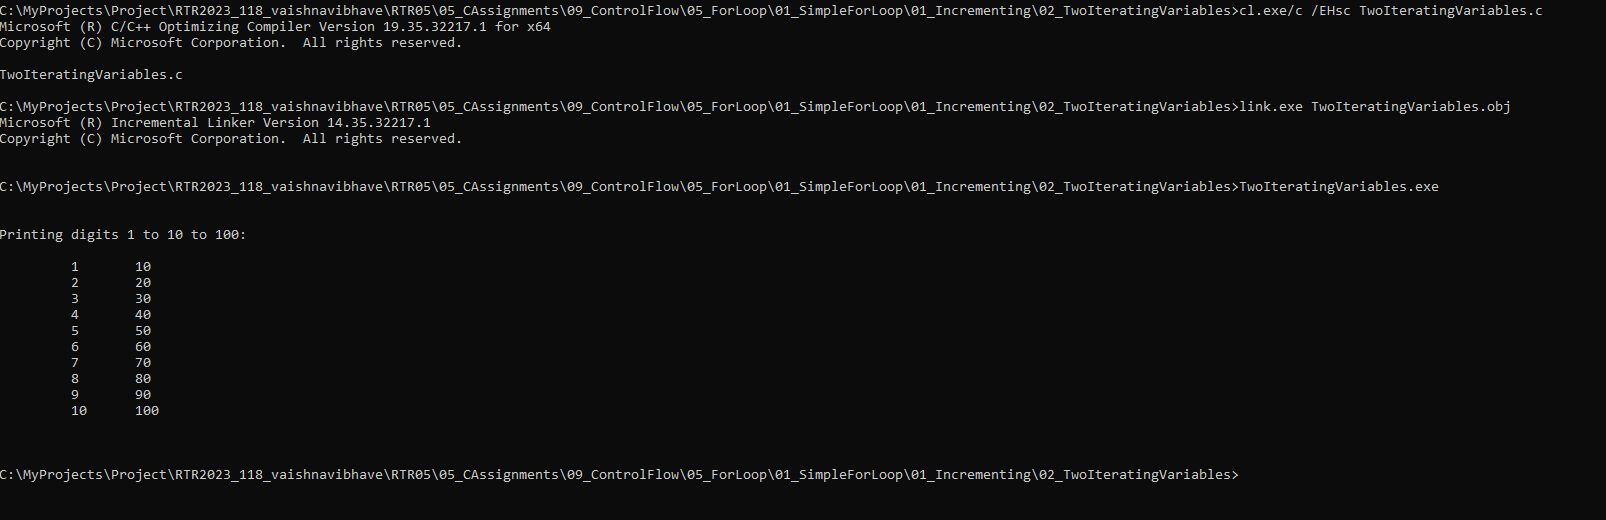 C:\MyProjects\Project\RTR2023_118_vaishnavibhave\RTR05\05_CAssignments\09_ControlFlow\05_ForLoop\01_SimpleForLoop\01_Incrementing\02_TwoIteratingVariables>cl.exe/c /EHsc TwoIteratingVariables.c
Microsoft (R) C/C++ Optimizing Compiler Version 19.35.32217.1 for x64
Copyright (C) Microsoft Corporation.  All rights reserved.
TwoIteratingVariables.c
C:\MyProjects\Project\RTR2023_118_vaishnavibhave\RTR05\05_CAssignments\09_ControlFlow\05_ForLoop\01_SimpleForLoop\01_Incrementing\02_TwoIteratingVariables>link.exe TwoIteratingVariables.obj
Microsoft (R) Incremental Linker Version 14.35.32217.1
Copyright (C) Microsoft Corporation.  All rights reserved.
C:\MyProjects\Project\RTR2023_118_vaishnavibhave\RTR05\05_CAssignments\09_ControlFlow\05_ForLoop\01_SimpleForLoop\01_Incrementing\02_TwoIteratingVariables>TwoIteratingVariables.exe
Printing digits 1 to 10 to 100:
1 10
2 20
3 30
4 40
5 50
6 60
7 70
8 80
9 90
10 100
C:\MyProjects\Project\RTR2023_118_vaishnavibhave\RTR05\05_CAssignments\09_ControlFlow\05_ForLoop\01_SimpleForLoop\01_Incrementing\02_TwoIteratingVariables>